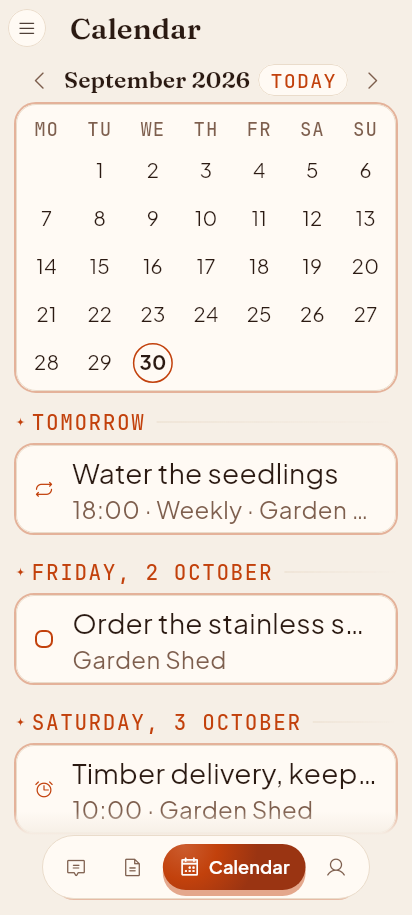 Calendar
September 2026 TODAY
MO TU WE TH FR SA SU
1 2 3 4 5 6
7 8 9 10 11 12 13
14 15 16 17 18 19 20
21 22 23 24 25 26 27
28 29 30
TOMORROW
Water the seedlings
18:00 · Weekly · Garden …
FRIDAY, 2 OCTOBER
Order the stainless s…
Garden Shed
SATURDAY, 3 OCTOBER
Timber delivery, keep…
10:00 · Garden Shed
Calendar